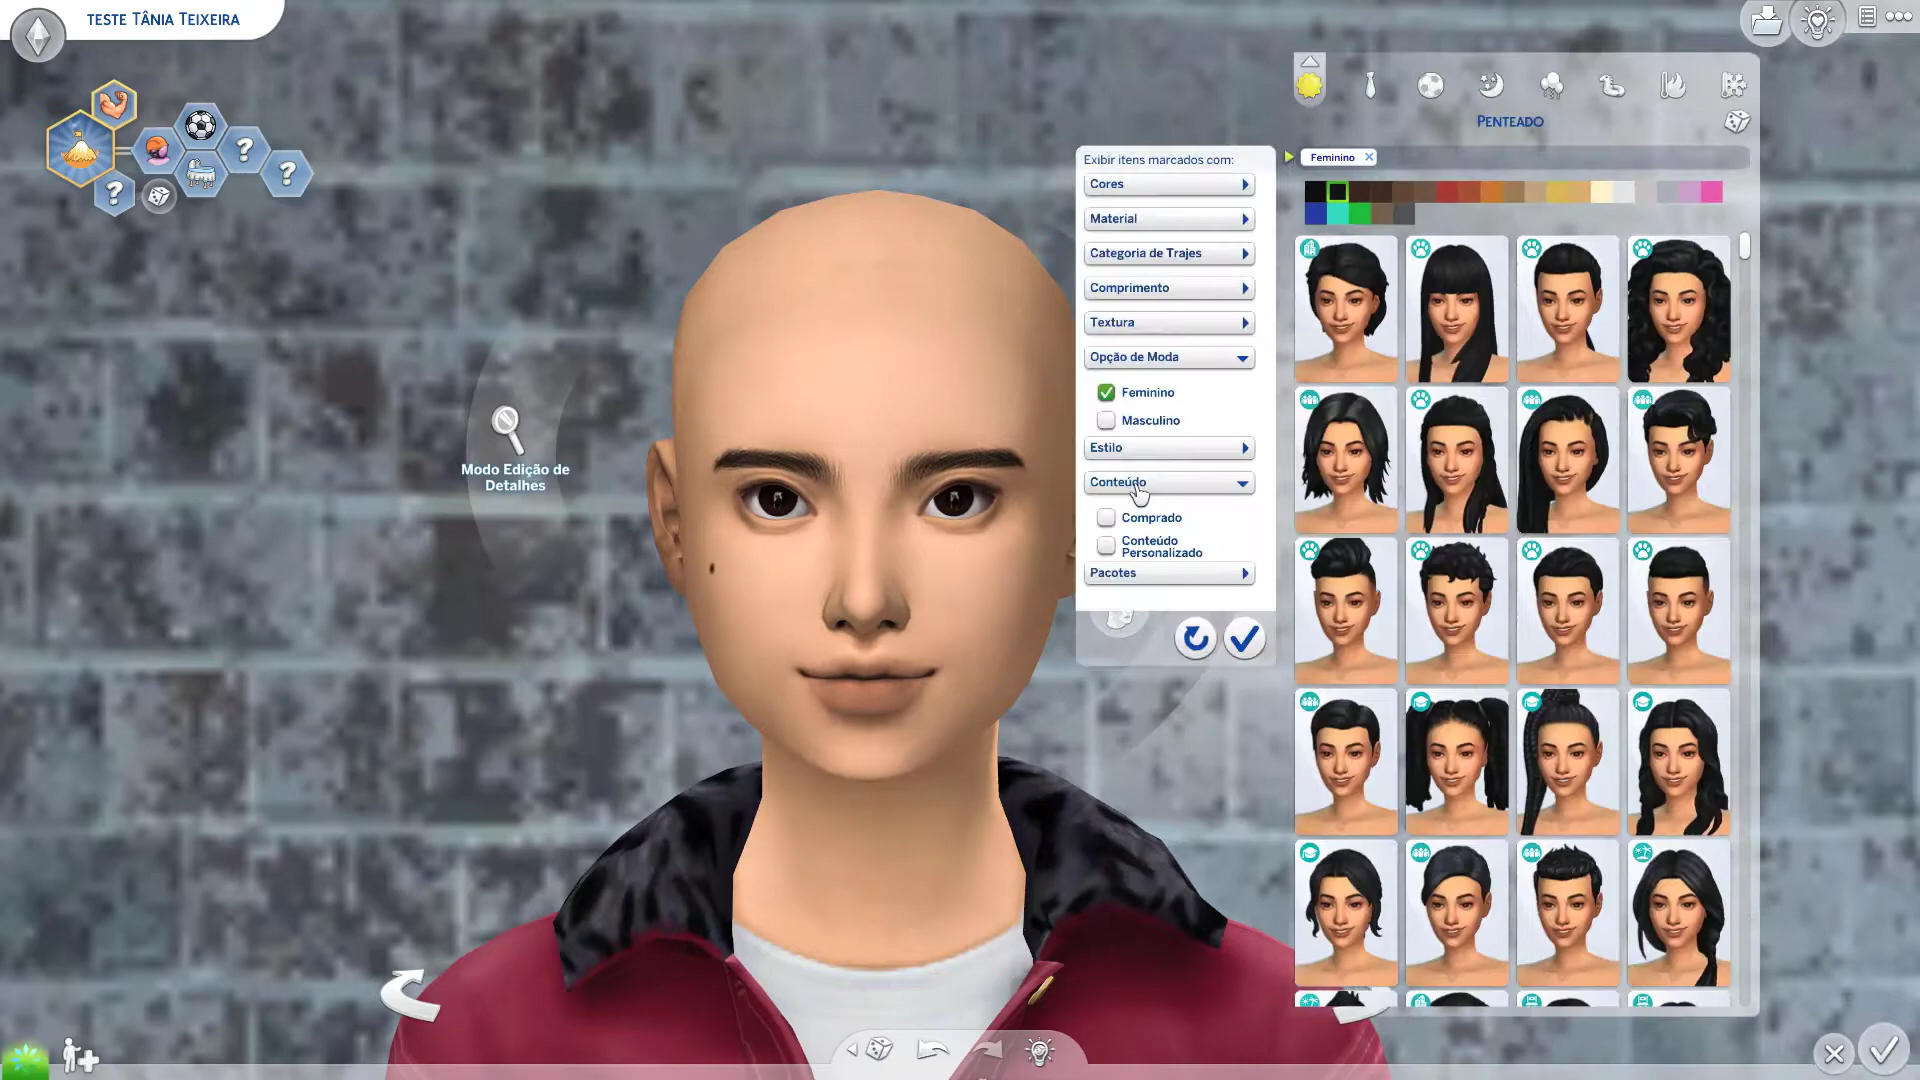 TESTE TÂNIA TEIXEIRA
PENTEADO
Exibir itens marcados com:
Feminino
Cores
Material
Categoria de Trajes
Comprimento
Textura
Opção de Moda
Feminino
Masculino
Estilo
Conteúdo
Comprado
Conteúdo
Personalizado
Pacotes
Modo Edição de
Detalhes
?
?
?